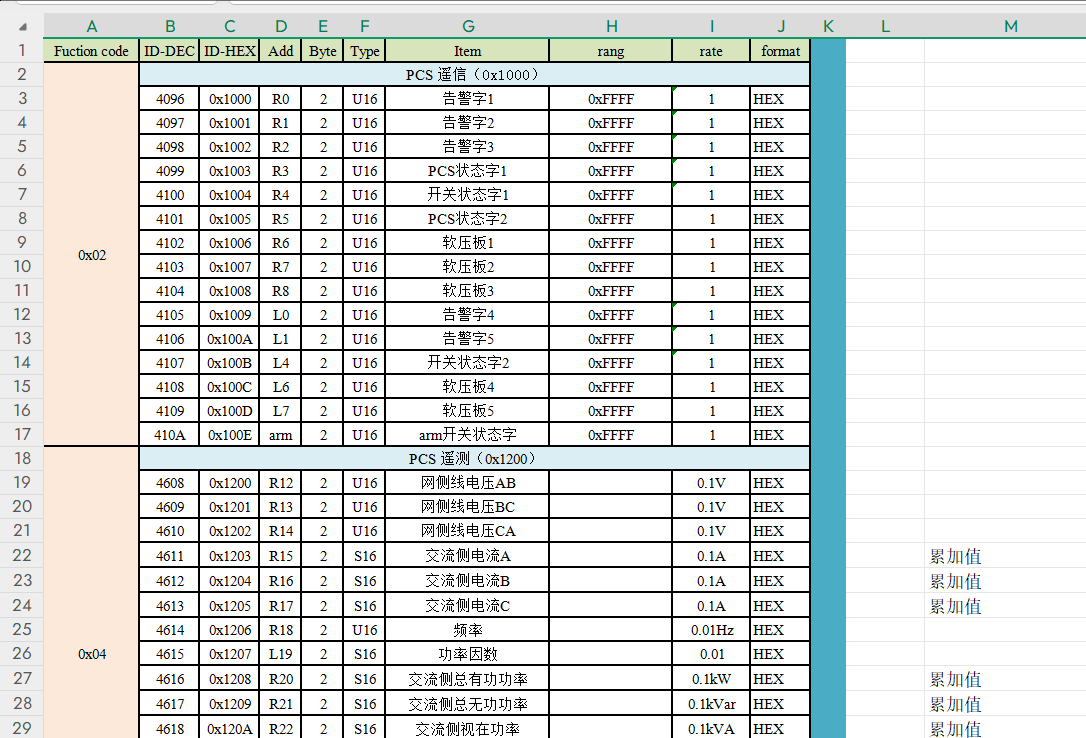 A B C D E F G H I J K L M
1 Fuction code ID-DEC ID-HEX Add Byte Type Item rang rate format
2 PCS 遥信（0x1000）
3 4096 0x1000 R0 2 U16 告警字1 0xFFFF 1 HEX
4 4097 0x1001 R1 2 U16 告警字2 0xFFFF 1 HEX
5 4098 0x1002 R2 2 U16 告警字3 0xFFFF 1 HEX
6 4099 0x1003 R3 2 U16 PCS状态字1 0xFFFF 1 HEX
7 4100 0x1004 R4 2 U16 开关状态字1 0xFFFF 1 HEX
8 4101 0x1005 R5 2 U16 PCS状态字2 0xFFFF 1 HEX
9 0x02 4102 0x1006 R6 2 U16 软压板1 0xFFFF 1 HEX
10 4103 0x1007 R7 2 U16 软压板2 0xFFFF 1 HEX
11 4104 0x1008 R8 2 U16 软压板3 0xFFFF 1 HEX
12 4105 0x1009 L0 2 U16 告警字4 0xFFFF 1 HEX
13 4106 0x100A L1 2 U16 告警字5 0xFFFF 1 HEX
14 4107 0x100B L4 2 U16 开关状态字2 0xFFFF 1 HEX
15 4108 0x100C L6 2 U16 软压板4 0xFFFF 1 HEX
16 4109 0x100D L7 2 U16 软压板5 0xFFFF 1 HEX
17 410A 0x100E arm 2 U16 arm开关状态字 0xFFFF 1 HEX
18 PCS 遥测（0x1200）
19 4608 0x1200 R12 2 U16 网侧线电压AB 0.1V HEX
20 4609 0x1201 R13 2 U16 网侧线电压BC 0.1V HEX
21 4610 0x1202 R14 2 U16 网侧线电压CA 0.1V HEX
22 4611 0x1203 R15 2 S16 交流侧电流A 0.1A HEX 累加值
23 4612 0x1204 R16 2 S16 交流侧电流B 0.1A HEX 累加值
24 4613 0x1205 R17 2 S16 交流侧电流C 0.1A HEX 累加值
25 4614 0x1206 R18 2 U16 频率 0.01Hz HEX
26 0x04 4615 0x1207 L19 2 S16 功率因数 0.01 HEX
27 4616 0x1208 R20 2 S16 交流侧总有功功率 0.1kW HEX 累加值
28 4617 0x1209 R21 2 S16 交流侧总无功功率 0.1kVar HEX 累加值
29 4618 0x120A R22 2 S16 交流侧视在功率 0.1kVA HEX 累加值